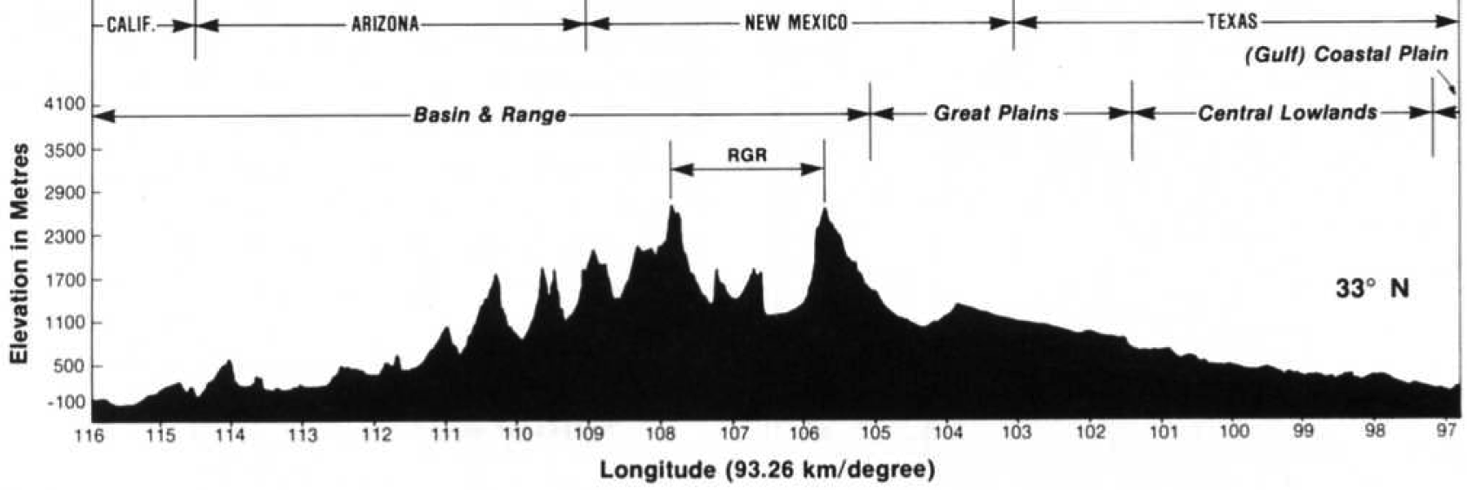 CALIF. ARIZONA NEW MEXICO TEXAS
(Gulf) Coastal Plain
Basin & Range Great Plains Central Lowlands
RGR
33° N
Elevation in Metres
4100
3500
2900
2300
1700
1100
500
-100
116 115 114 113 112 111 110 109 108 107 106 105 104 103 102 101 100 99 98 97
Longitude (93.26 km/degree)